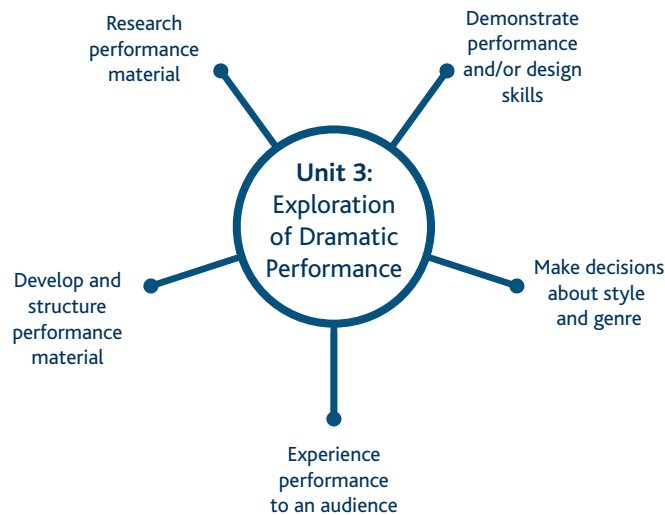 Research
performance
material
Demonstrate
performance
and/or design
skills
Unit 3:
Exploration
of Dramatic
Performance
Develop and
structure
performance
material
Make decisions
about style
and genre
Experience
performance
to an audience